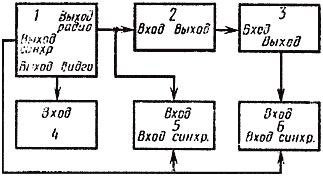 1
Выход
радио
Выход
синхр
Выход Видео
2
Вход Выход
3
Вход
Выход
Вход
4
Вход
5
Вход синхр.
Вход
6
Вход синхр.